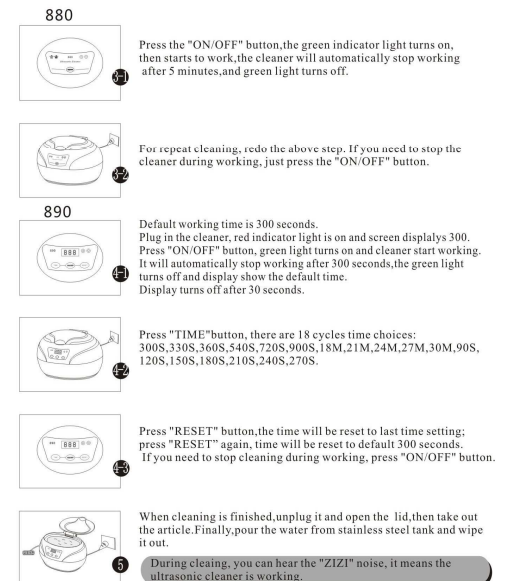 880
Press the "ON/OFF" button,the green indicator light turns on,
then starts to work,the cleaner will automatically stop working
after 5 minutes,and green light turns off.
3-1
For repeat cleaning, redo the above step. If you need to stop the
cleaner during working, just press the "ON/OFF" button.
3-2
890
Default working time is 300 seconds.
Plug in the cleaner, red indicator light is on and screen displalys 300.
Press "ON/OFF" button, green light turns on and cleaner start working.
It will automatically stop working after 300 seconds,the green light
turns off and display show the default time.
Display turns off after 30 seconds.
888
4-1
Press "TIME"button, there are 18 cycles time choices:
300S,330S,360S,540S,720S,900S,18M,21M,24M,27M,30M,90S,
120S,150S,180S,210S,240S,270S.
4-2
Press "RESET" button,the time will be reset to last time setting;
press "RESET” again, time will be reset to default 300 seconds.
If you need to stop cleaning during working, press "ON/OFF" button.
888
4-3
When cleaning is finished,unplug it and open the lid,then take out
the article.Finally,pour the water from stainless steel tank and wipe
it out.
5
During cleaing, you can hear the "ZIZI" noise, it means the
ultrasonic cleaner is working.